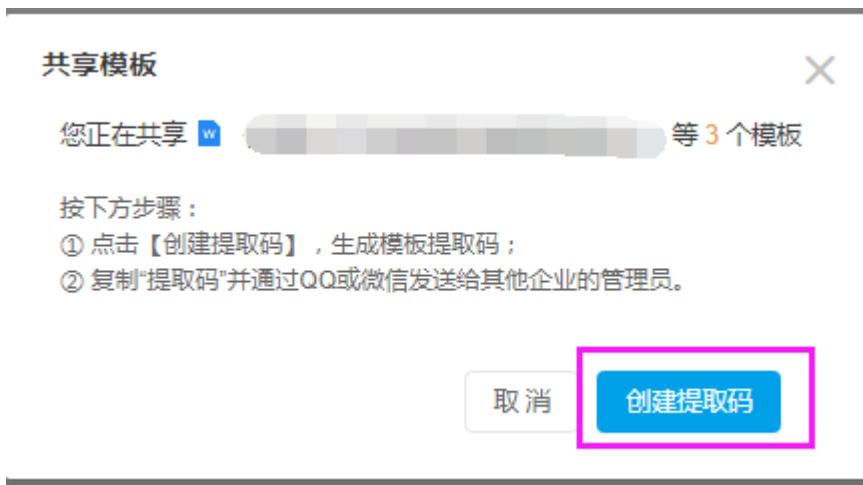 共享模板
您正在共享 W 等 3 个模板
按下方步骤：
① 点击【创建提取码】，生成模板提取码；
② 复制“提取码”并通过QQ或微信发送给其他企业的管理员。
取消 创建提取码